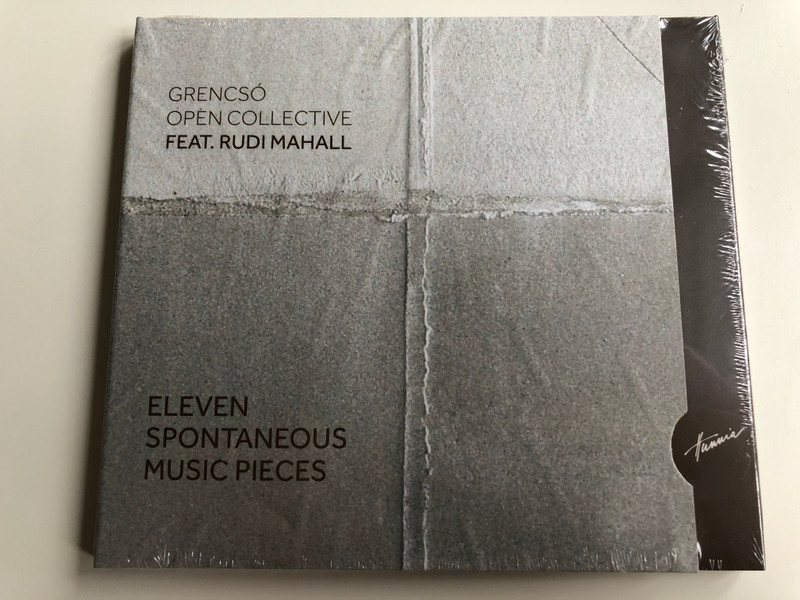 GRENCSÓ
OPEN COLLECTIVE
FEAT. RUDI MAHALL
ELEVEN
SPONTANEOUS
MUSIC PIECES
Hunnia